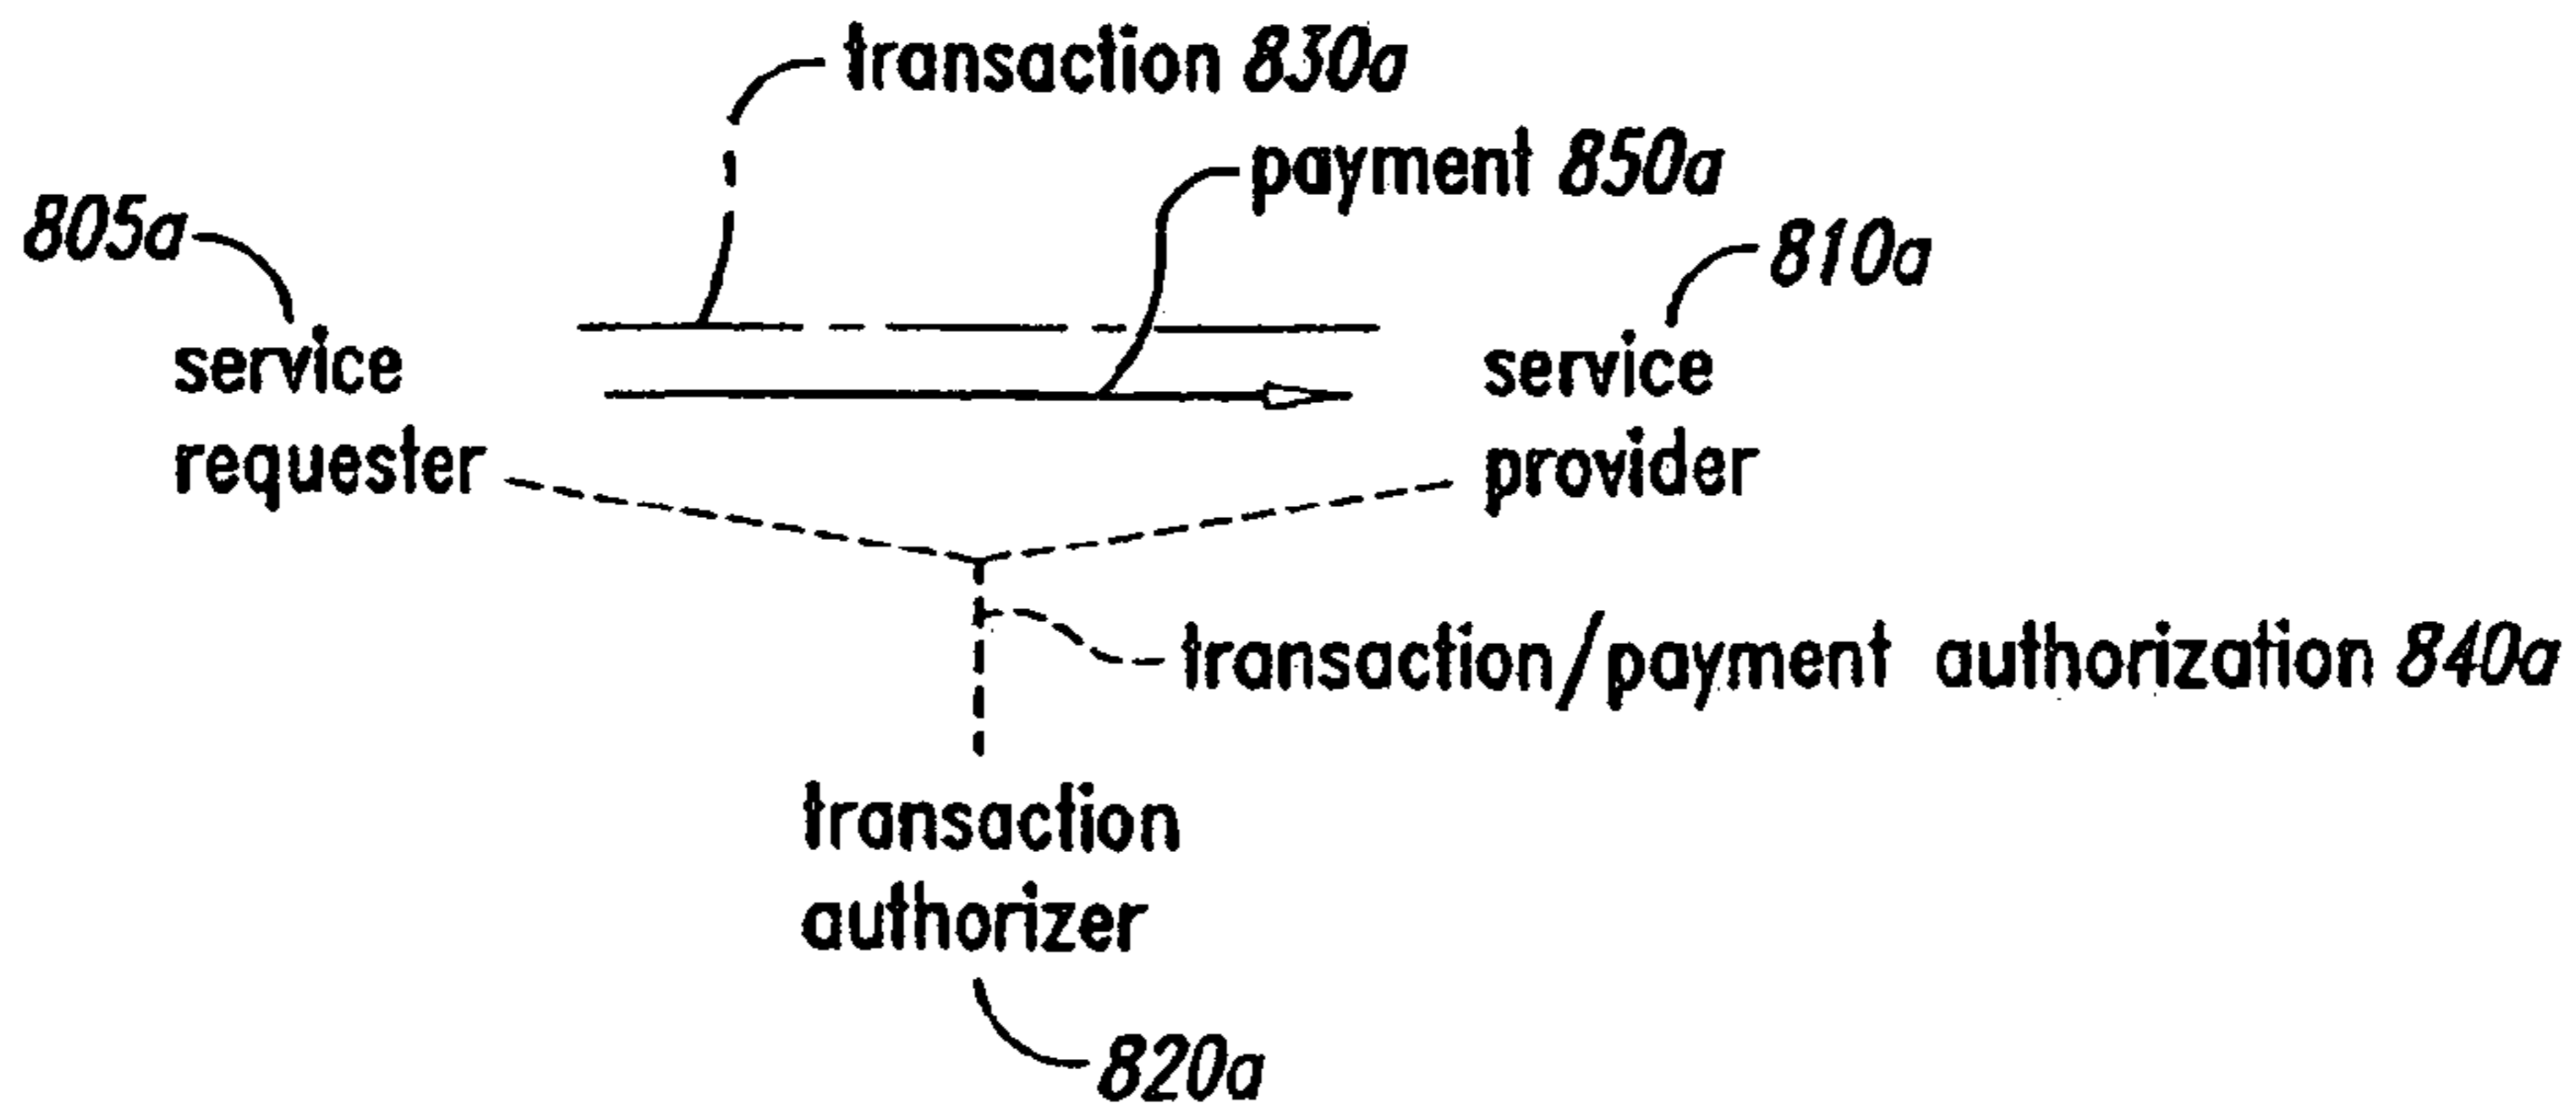 transaction 830a
payment 850a
805a
810a
service
requester
service
provider
transaction/payment authorization 840a
transaction
authorizer
820a